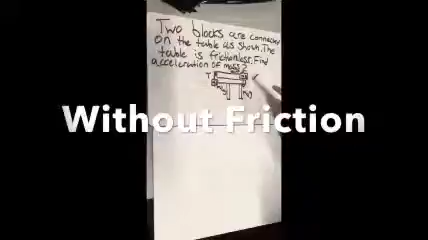 Two blocks are connected
on the table as shown. The
table is frictionless. Find
acceleration of mass 2
T
Without Friction